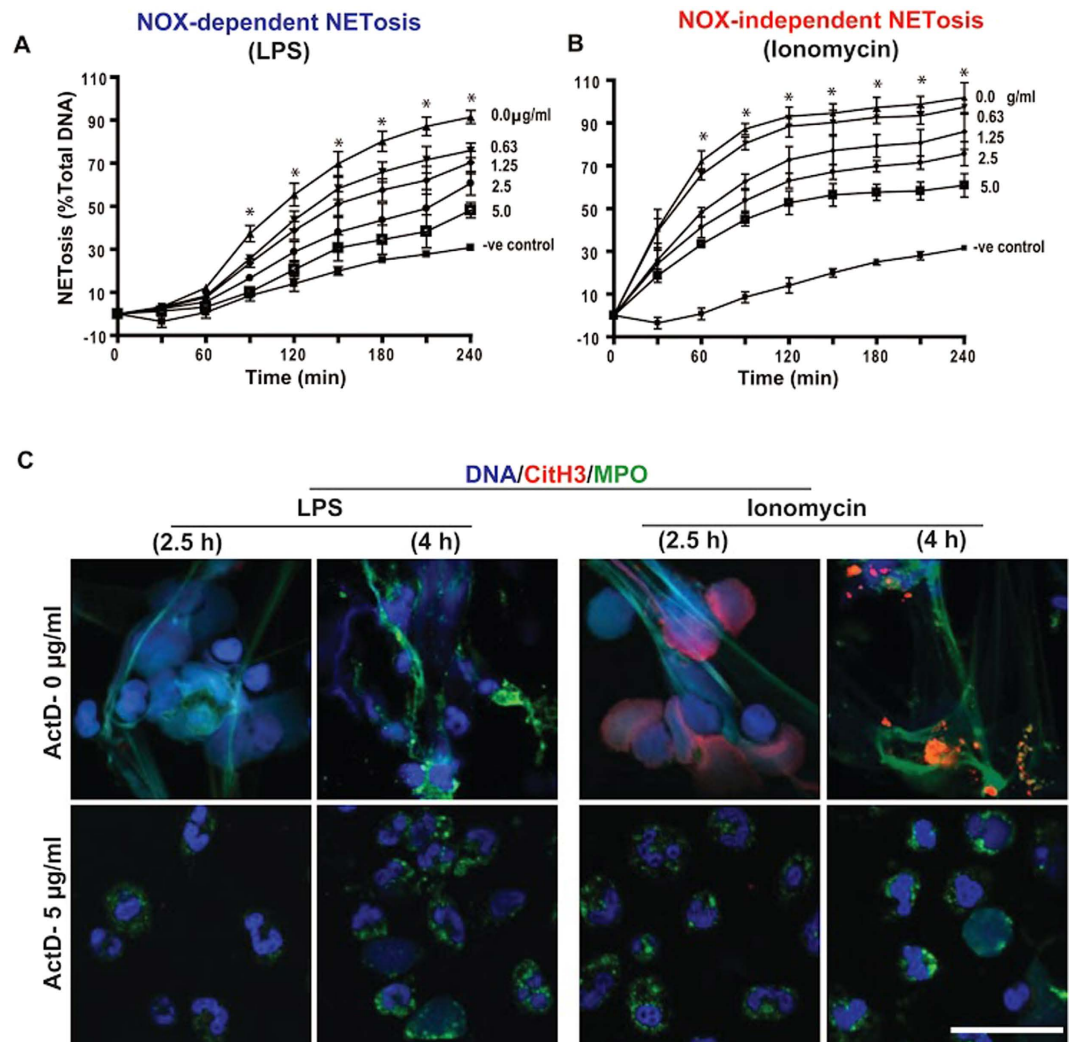 NOX-dependent NETosis
(LPS)
A
NETosis (%Total DNA)
110
90
70
50
30
10
-10
0
60
120
180
240
Time (min)
*
*
*
*
*
*
0.0µg/ml
0.63
1.25
2.5
5.0
-ve control
NOX-independent NETosis
(Ionomycin)
B
110
90
70
50
30
10
-10
0
60
120
180
240
Time (min)
*
*
*
*
*
*
*
0.0 g/ml
0.63
1.25
2.5
5.0
-ve control
C
DNA/CitH3/MPO
LPS
Ionomycin
(2.5 h)
(4 h)
(2.5 h)
(4 h)
ActD- 0 µg/ml
ActD- 5 µg/ml